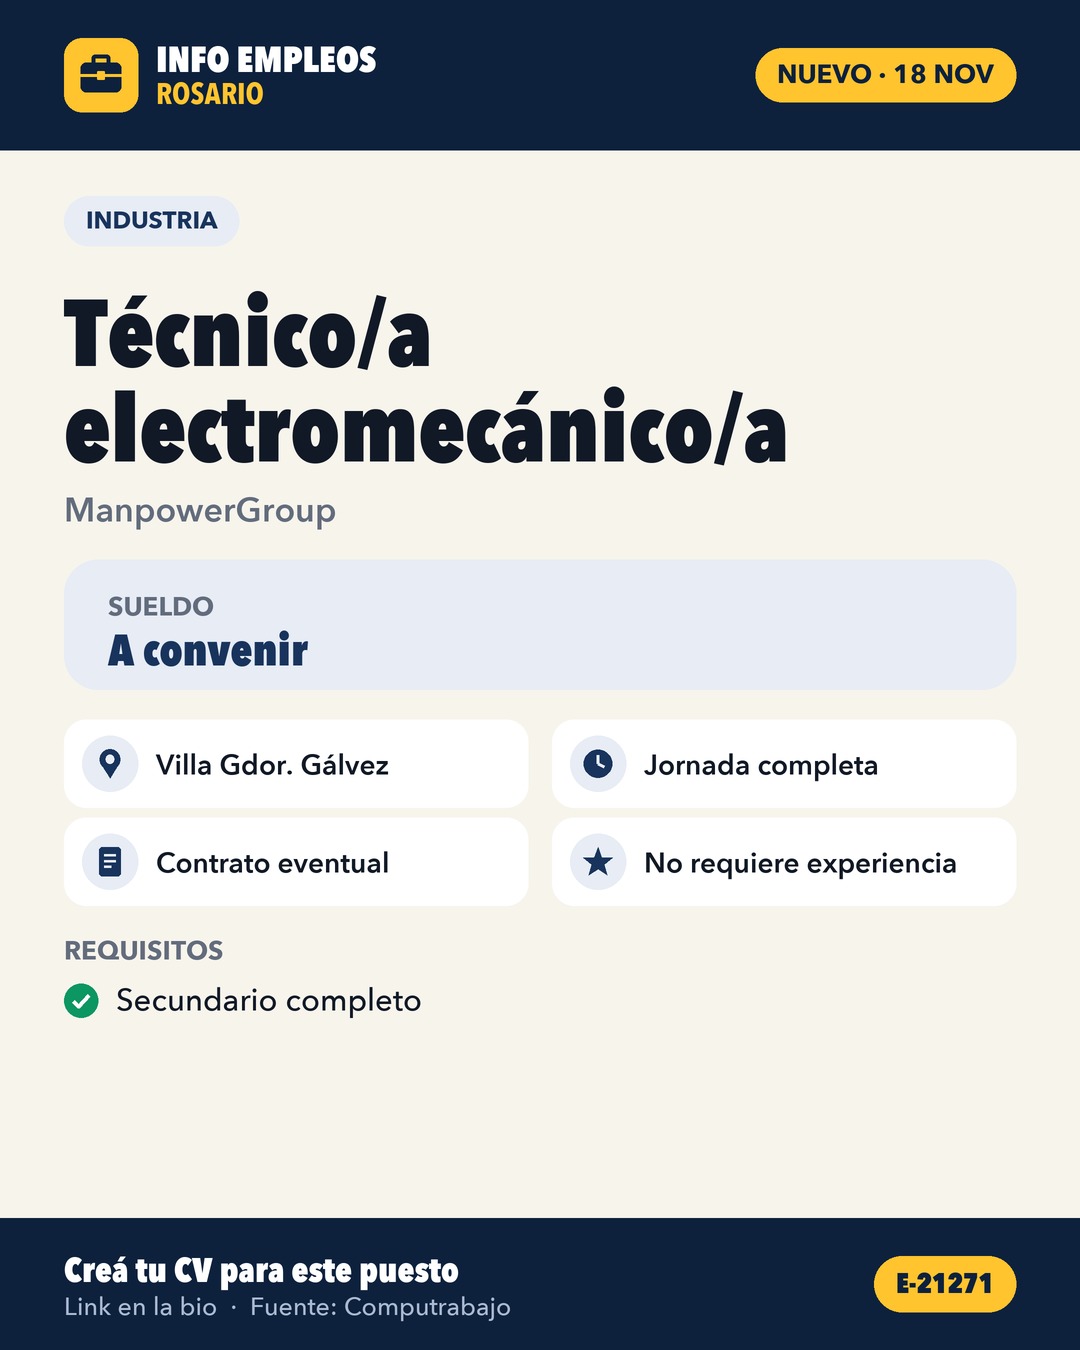 INFO EMPLEOS
ROSARIO
NUEVO · 18 NOV
INDUSTRIA
Técnico/a
electromecánico/a
ManpowerGroup
SUELDO
A convenir
Villa Gdor. Gálvez
Jornada completa
Contrato eventual
No requiere experiencia
REQUISITOS
Secundario completo
Creá tu CV para este puesto
Link en la bio · Fuente: Computrabajo
E-21271